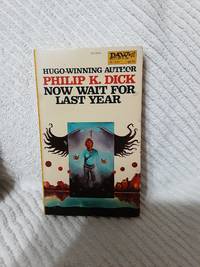 DAW
HUGO-WINNING AUTHOR
PHILIP K. DICK
NOW WAIT FOR
LAST YEAR